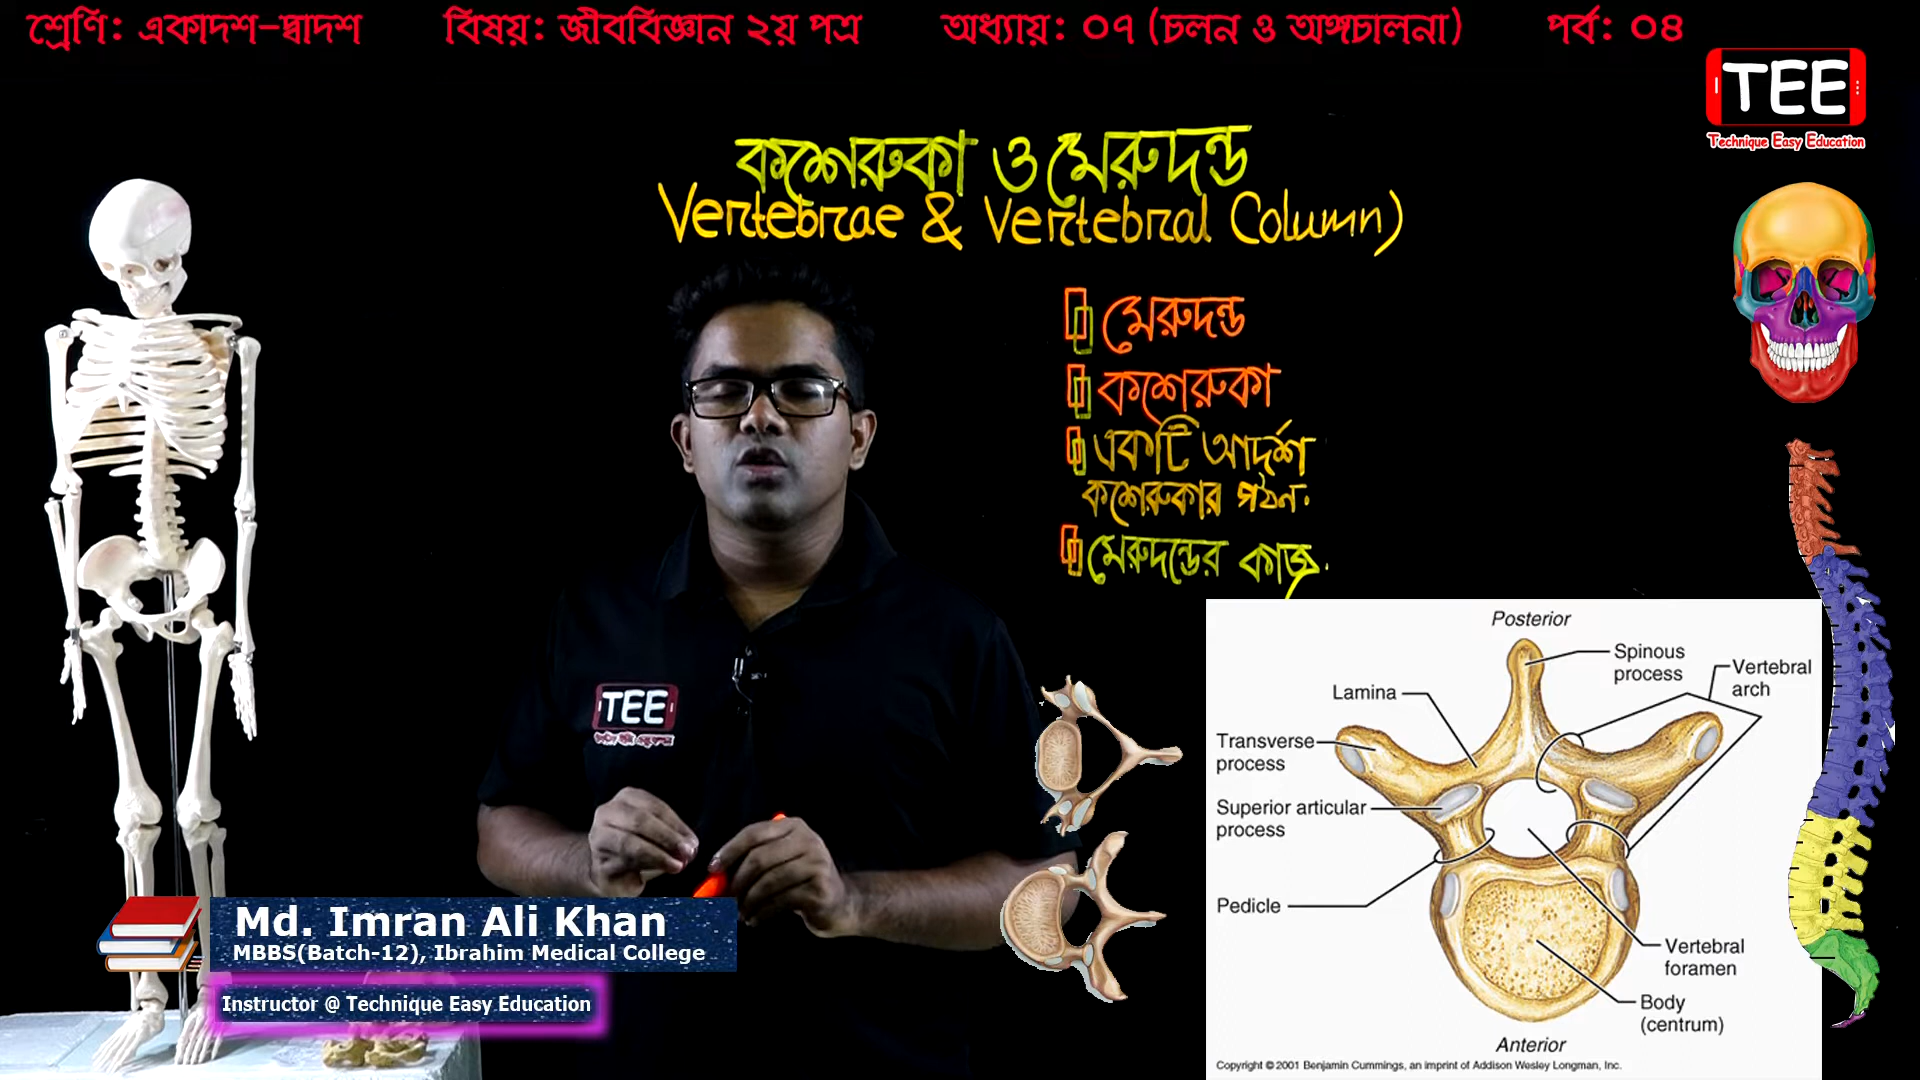 শ্রেণি: একাদশ-দ্বাদশ বিষয়: জীববিজ্ঞান ২য় পত্র অধ্যায়: ০৭ (চলন ও অঙ্গচালনা) পর্ব: ০৪
TEE
Technique Easy Education
কশেরুকা ও মেরুদন্ড
Vertebrae & Vertebral Column)
মেরুদন্ড
কশেরুকা
একটি আদর্শ
কশেরুকার গঠন.
মেরুদন্ডের কাজ.
TEE
Posterior
Spinous
process
Vertebral
arch
Lamina
Transverse
process
Superior articular
process
Pedicle
Vertebral
foramen
Body
(centrum)
Anterior
Copyright © 2001 Benjamin Cummings, an imprint of Addison Wesley Longman, Inc.
Md. Imran Ali Khan
MBBS(Batch-12), Ibrahim Medical College
Instructor @ Technique Easy Education